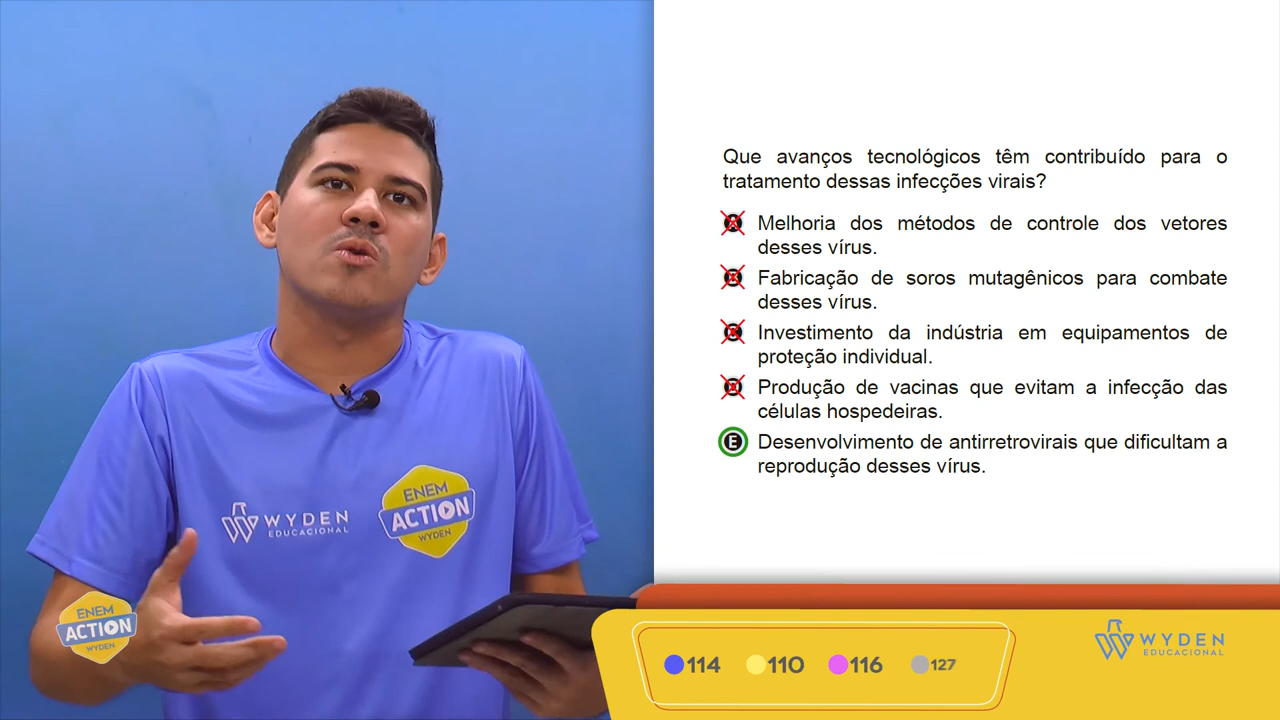 Que avanços tecnológicos têm contribuído para o
tratamento dessas infecções virais?
Melhoria dos métodos de controle dos vetores
desses vírus.
Fabricação de soros mutagênicos para combate
desses vírus.
Investimento da indústria em equipamentos de
proteção individual.
Produção de vacinas que evitam a infecção das
células hospedeiras.
E Desenvolvimento de antirretrovirais que dificultam a
reprodução desses vírus.
WYDEN
EDUCACIONAL
ENEM
ACTION
WYDEN
ENEM
ACTION
WYDEN
114 110 116 127
WYDEN
EDUCACIONAL